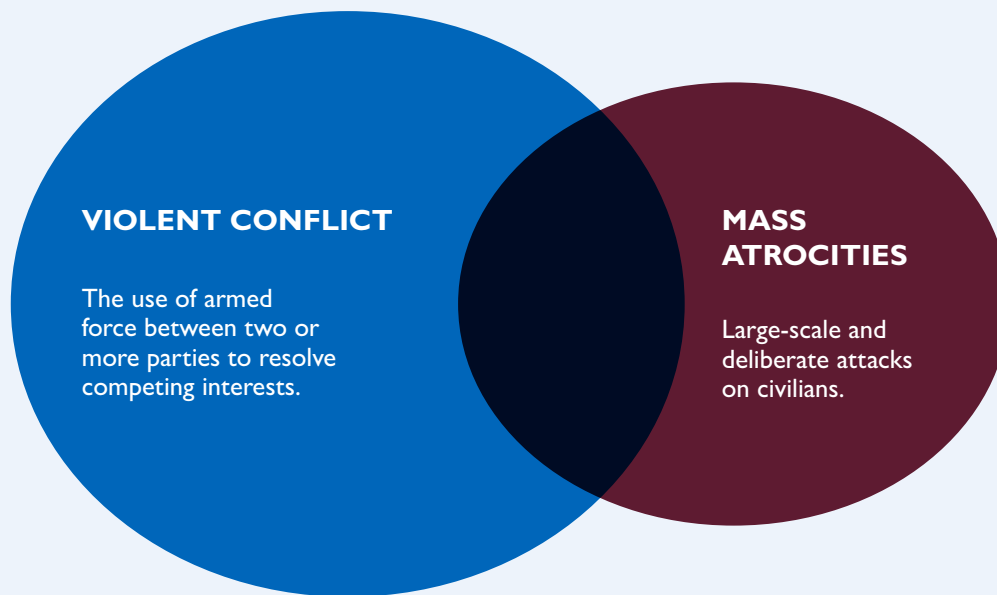 VIOLENT CONFLICT
The use of armed
force between two or
more parties to resolve
competing interests.
MASS
ATROCITIES
Large-scale and
deliberate attacks
on civilians.